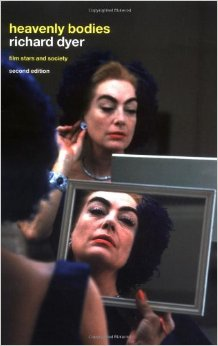 heavenly bodies
richard dyer
film stars and society
second edition